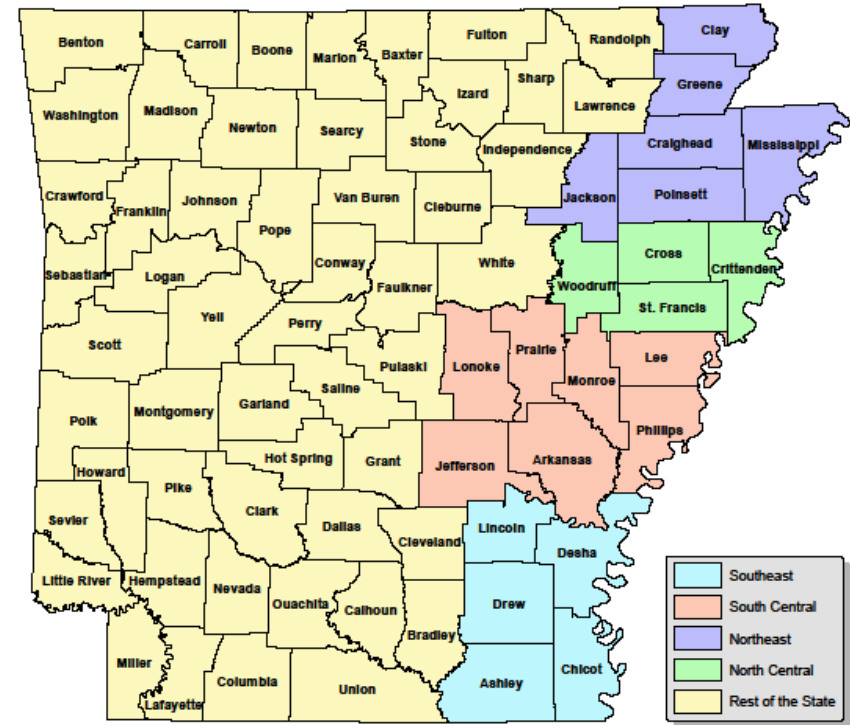 Benton
Carroll
Boone
Marion
Baxter
Fulton
Randolph
Clay
Washington
Madison
Newton
Searcy
Stone
Izard
Sharp
Lawrence
Greene
Independence
Craighead
Mississippi
Crawford
Franklin
Johnson
Pope
Van Buren
Cleburne
Jackson
Poinsett
Sebastian
Logan
Conway
Faulkner
White
Woodruff
Cross
Crittenden
St. Francis
Scott
Yell
Perry
Pulaski
Lonoke
Prairie
Monroe
Lee
Polk
Montgomery
Garland
Saline
Phillips
Howard
Pike
Hot Spring
Grant
Jefferson
Arkansas
Sevier
Clark
Dallas
Cleveland
Lincoln
Desha
Little River
Hempstead
Nevada
Ouachita
Calhoun
Bradley
Drew
Miller
Lafayette
Columbia
Union
Ashley
Chicot
Southeast
South Central
Northeast
North Central
Rest of the State